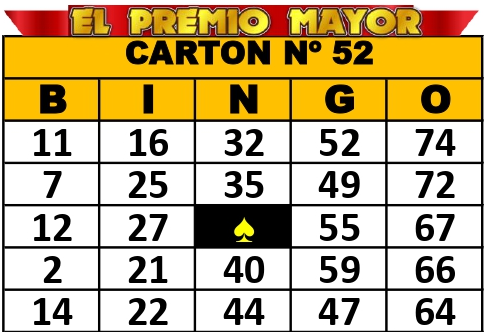 EL PREMIO MAYOR
CARTON Nº 52
B I N G O
11 16 32 52 74
7 25 35 49 72
12 27 ♠ 55 67
2 21 40 59 66
14 22 44 47 64